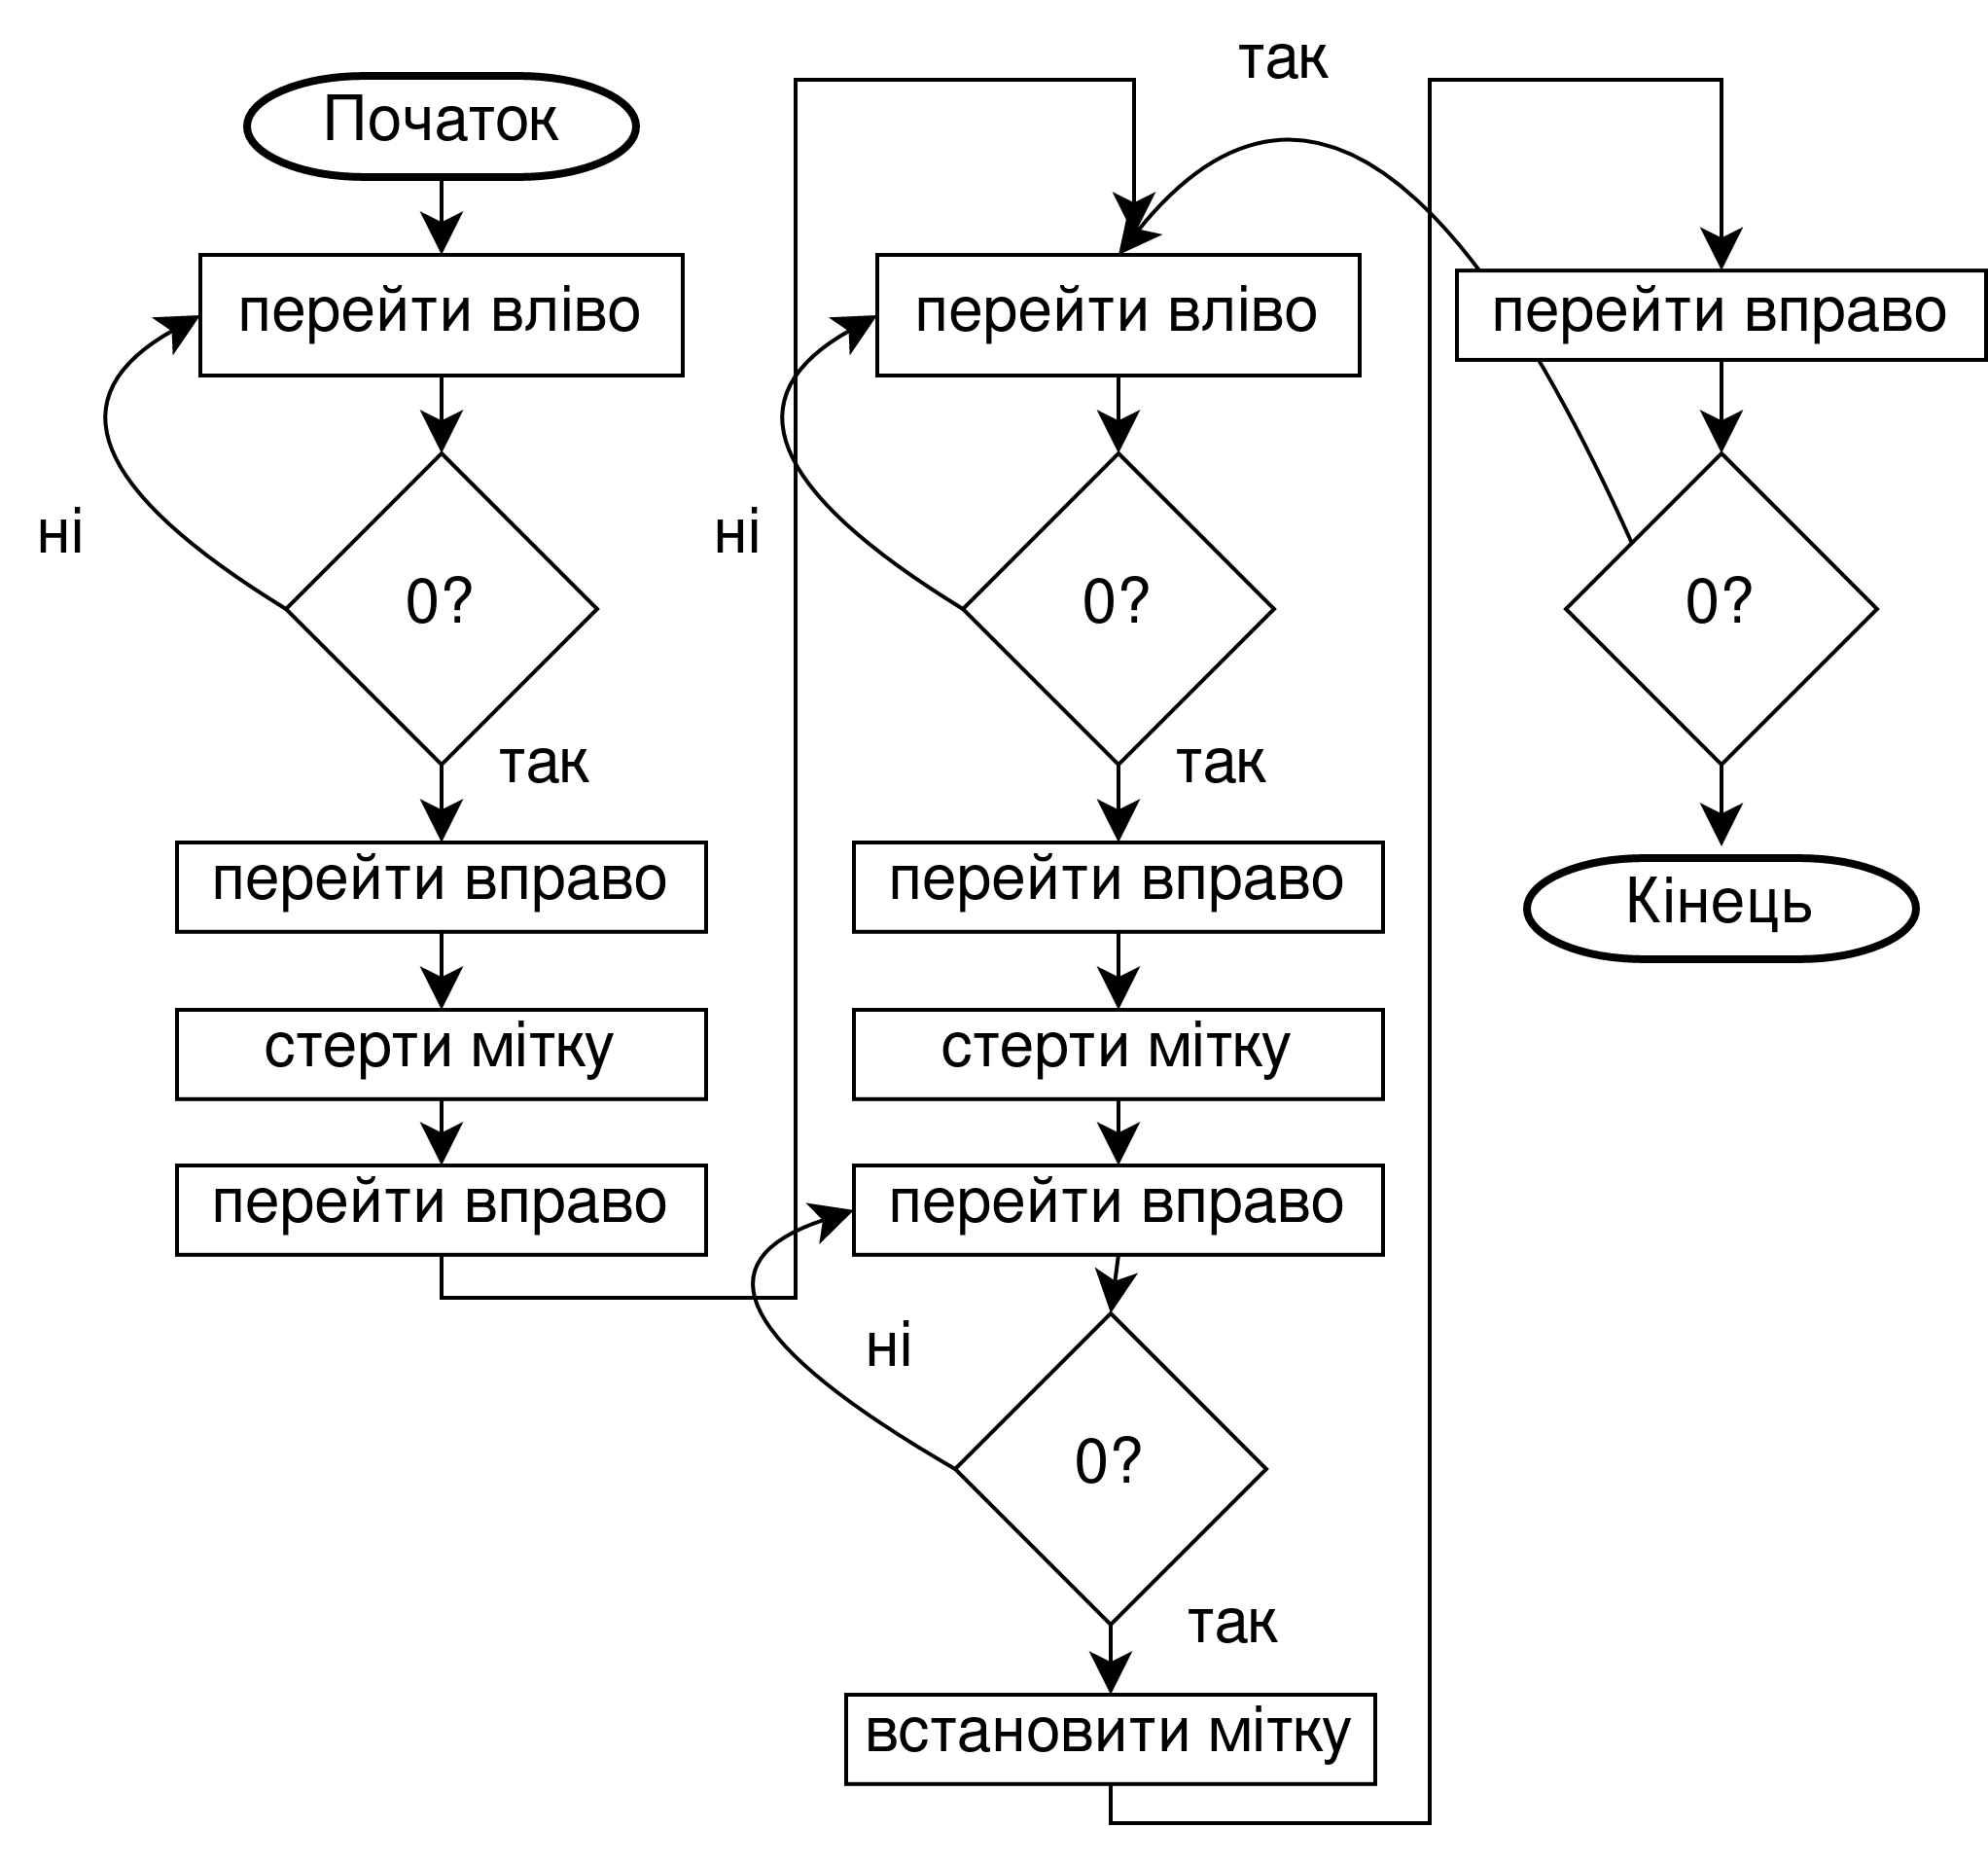 Початок
перейти вліво
ні
0?
так
перейти вправо
стерти мітку
перейти вправо
перейти вліво
ні
0?
так
перейти вправо
стерти мітку
перейти вправо
ні
0?
так
встановити мітку
так
перейти вправо
0?
Кінець